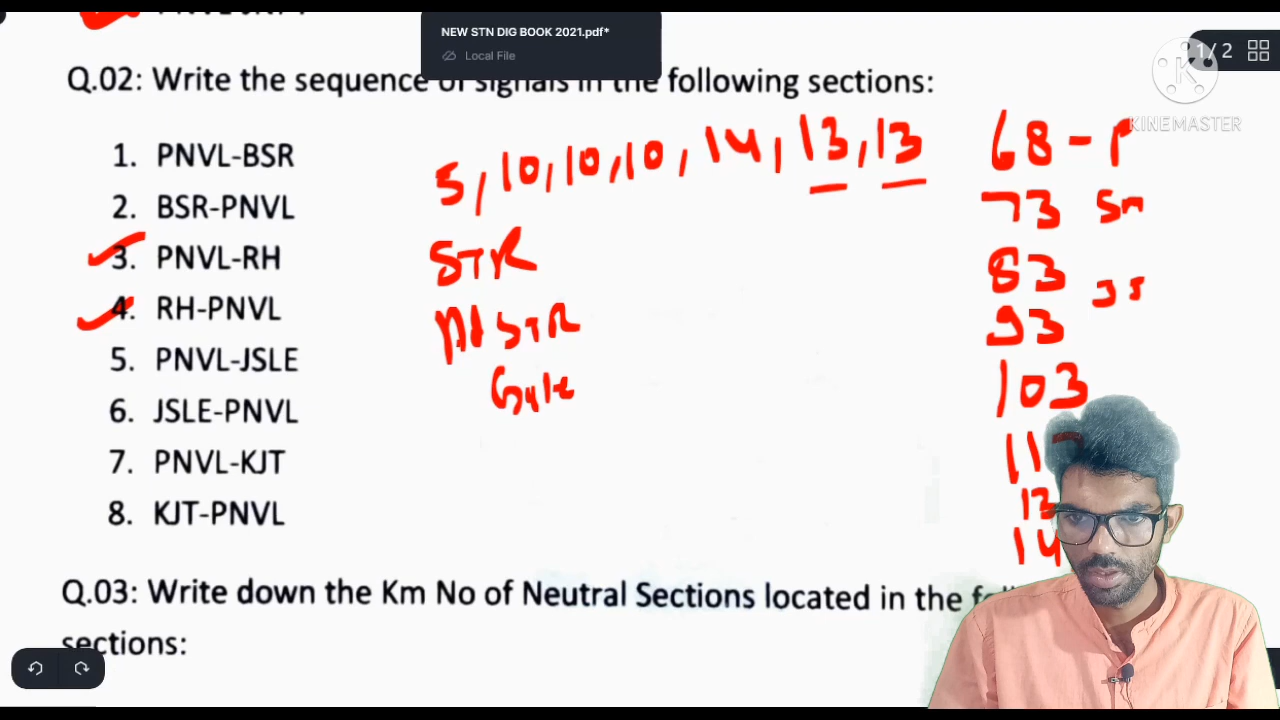 NEW STN DIG BOOK 2021.pdf*
Local File
1/2
KINEMASTER
Q.02: Write the sequence of signals in the following sections:
1. PNVL-BSR
2. BSR-PNVL
3. PNVL-RH
4. RH-PNVL
5. PNVL-JSLE
6. JSLE-PNVL
7. PNVL-KJT
8. KJT-PNVL
5, 10, 10, 10, 14, 13, 13
STR
Gate
68 - P
73
83
93
103
Q.03: Write down the Km No of Neutral Sections located in the
sections: